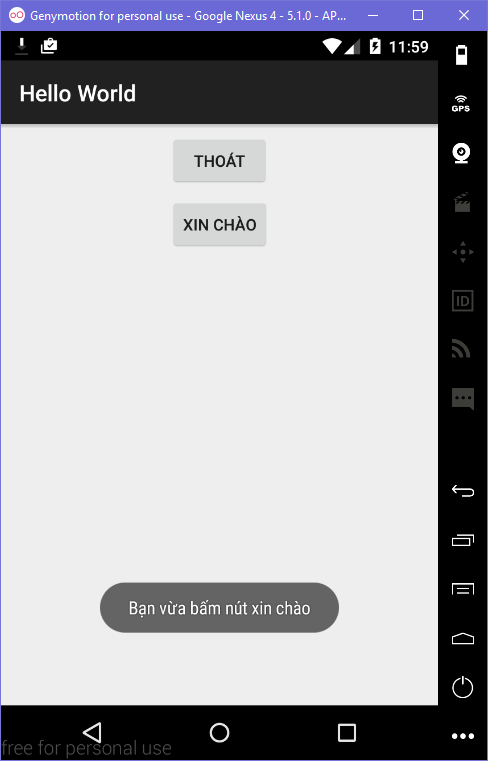 Genymotion for personal use - Google Nexus 4 - 5.1.0 - AP...
11:59
Hello World
GPS
THOÁT
XIN CHÀO
ID
Bạn vừa bấm nút xin chào
free for personal use